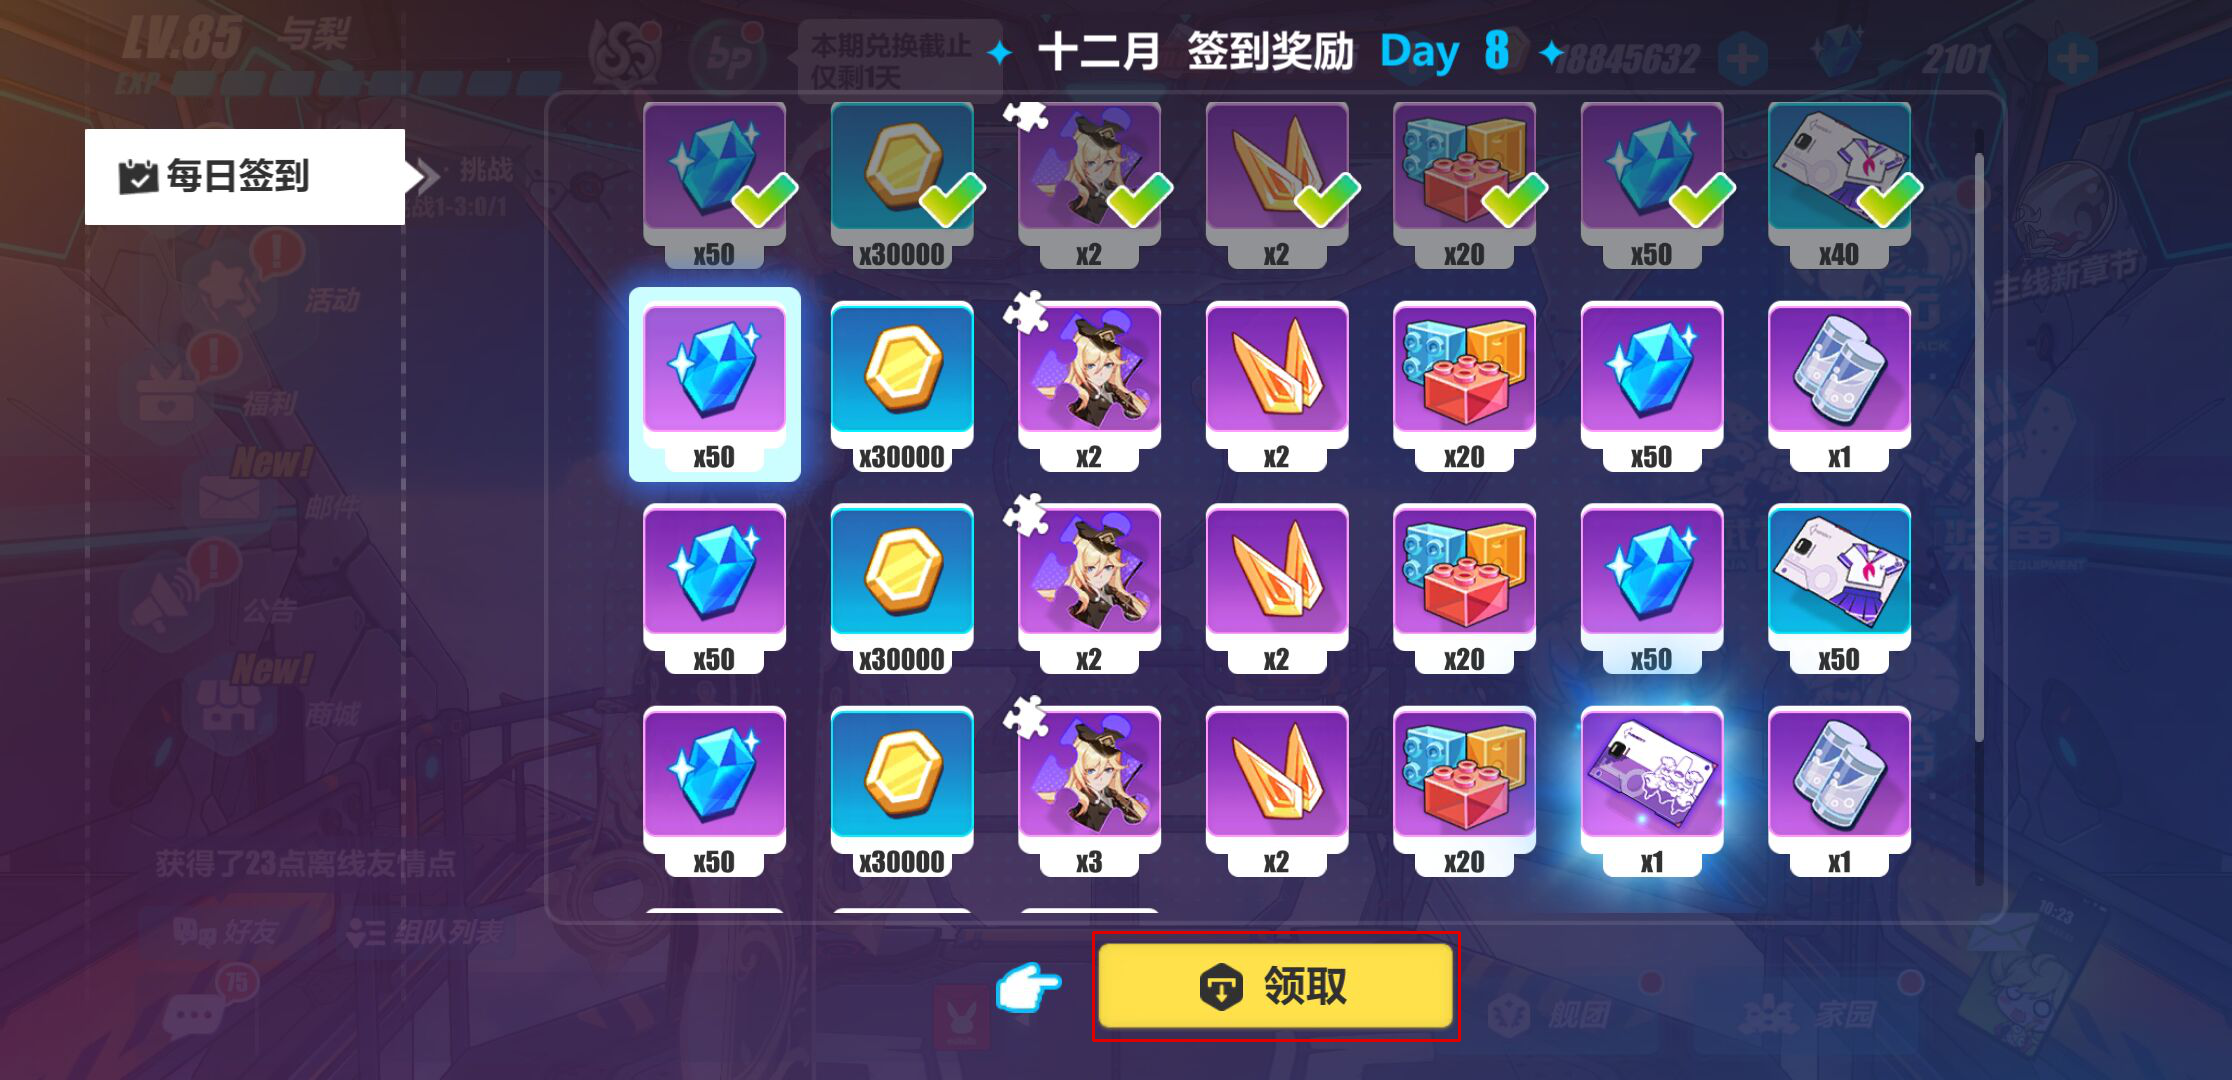 LV.85 与梨
EXP
bp
本期兑换截止
仅剩1天
十二月 签到奖励 Day 8
18845632
2101
每日签到
挑战
战1-3:0/1
x50 x30000 x2 x2 x20 x50 x40
活动
主线新章节
x50 x30000 x2 x2 x20 x50 x1
福利
New!
邮件
x50 x30000 x2 x2 x20 x50 x50
装备
EQUIPMENT
公告
New!
商城
x50 x30000 x3 x2 x20 x1 x1
获得了23点离线友情点
好友
组队列表
75
领取
舰团
家园
10:23